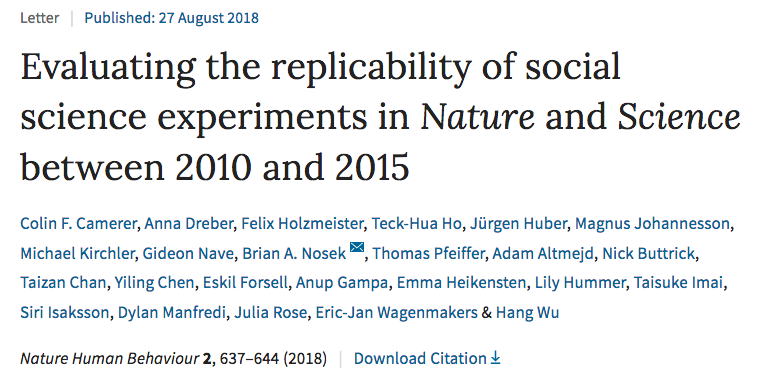 Letter | Published: 27 August 2018
Evaluating the replicability of social
science experiments in Nature and Science
between 2010 and 2015
Colin F. Camerer, Anna Dreber, Felix Holzmeister, Teck-Hua Ho, Jürgen Huber, Magnus Johannesson,
Michael Kirchler, Gideon Nave, Brian A. Nosek, Thomas Pfeiffer, Adam Altmejd, Nick Buttrick,
Taizan Chan, Yiling Chen, Eskil Forsell, Anup Gampa, Emma Heikensten, Lily Hummer, Taisuke Imai,
Siri Isaksson, Dylan Manfredi, Julia Rose, Eric-Jan Wagenmakers & Hang Wu
Nature Human Behaviour 2, 637–644 (2018) | Download Citation